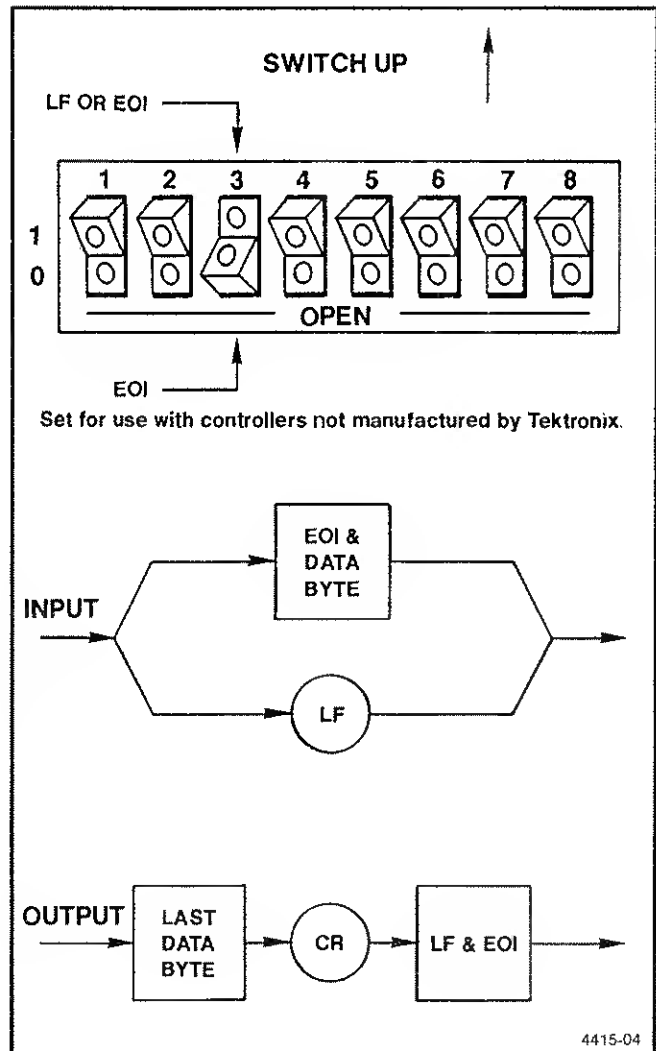 SWITCH UP
LF OR EOI
1 2 3 4 5 6 7 8
1
0
OPEN
EOI
Set for use with controllers not manufactured by Tektronix.
EOI &
DATA
BYTE
INPUT
LF
OUTPUT
LAST
DATA
BYTE
CR
LF & EOI
4415-04